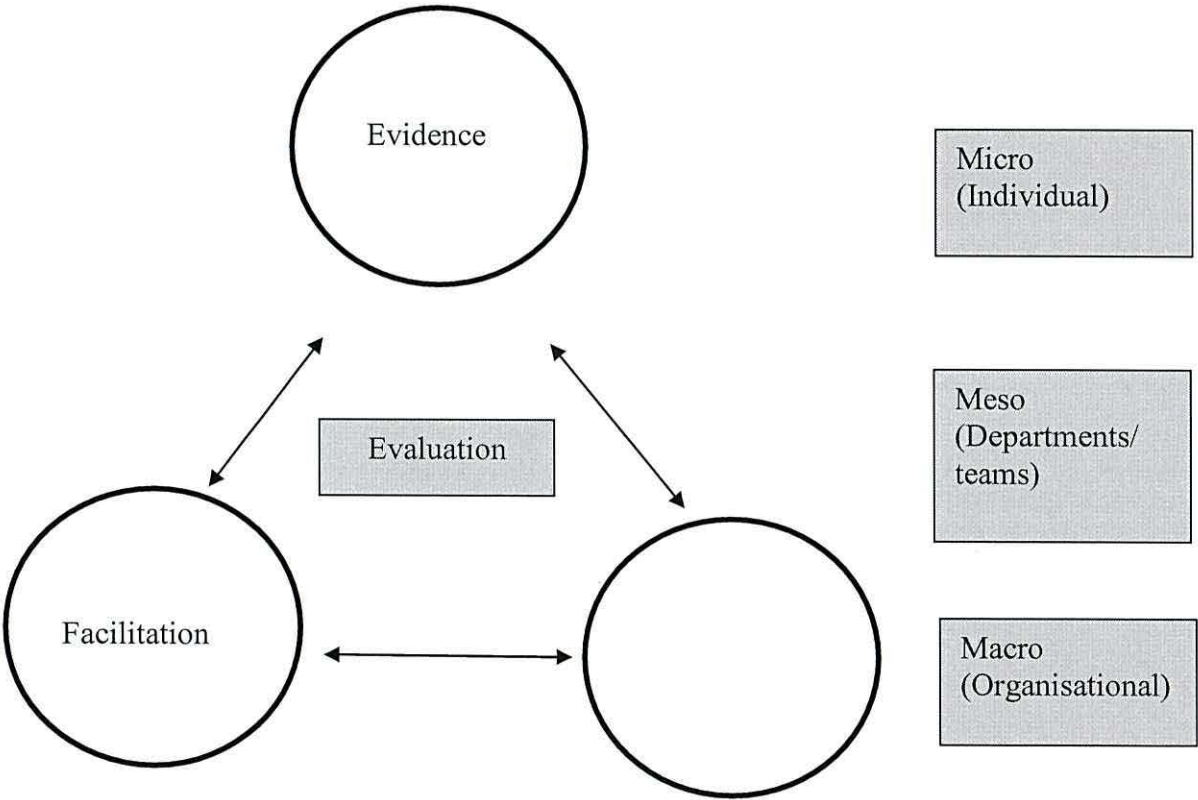 Evidence
Micro
(Individual)
Evaluation
Meso
(Departments/
teams)
Facilitation
Macro
(Organisational)